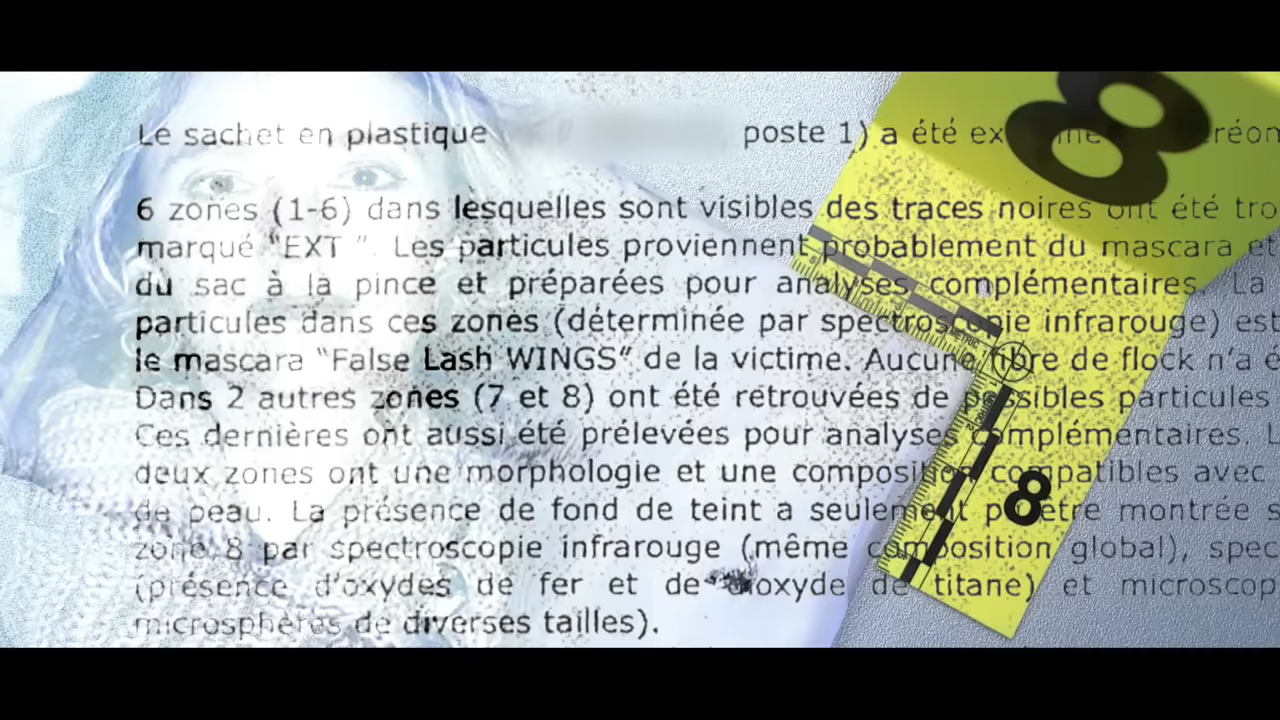 8
Le sachet en plastique poste 1) a été
6 zones (1-6) dans lesquelles sont visibles des traces noires ont été
marqué “EXT ”. Les particules proviennent probablement du mascara et
du sac à la pince et préparées pour analyses complémentaires. La
particules dans ces zones (déterminée par spectroscopie infrarouge) est
le mascara “False Lash WINGS” de la victime. Aucune fibre de flock n’a
Dans 2 autres zones (7 et 8) ont été retrouvées de possibles particules
Ces dernières ont aussi été prélevées pour analyses complémentaires.
deux zones ont une morphologie et une composition compatibles avec
de peau. La présence de fond de teint a seulement pu être montrée
8
zone 8 par spectroscopie infrarouge (même composition global),
(présence d’oxydes de fer et de dioxyde de titane) et
microsphères de diverses tailles).